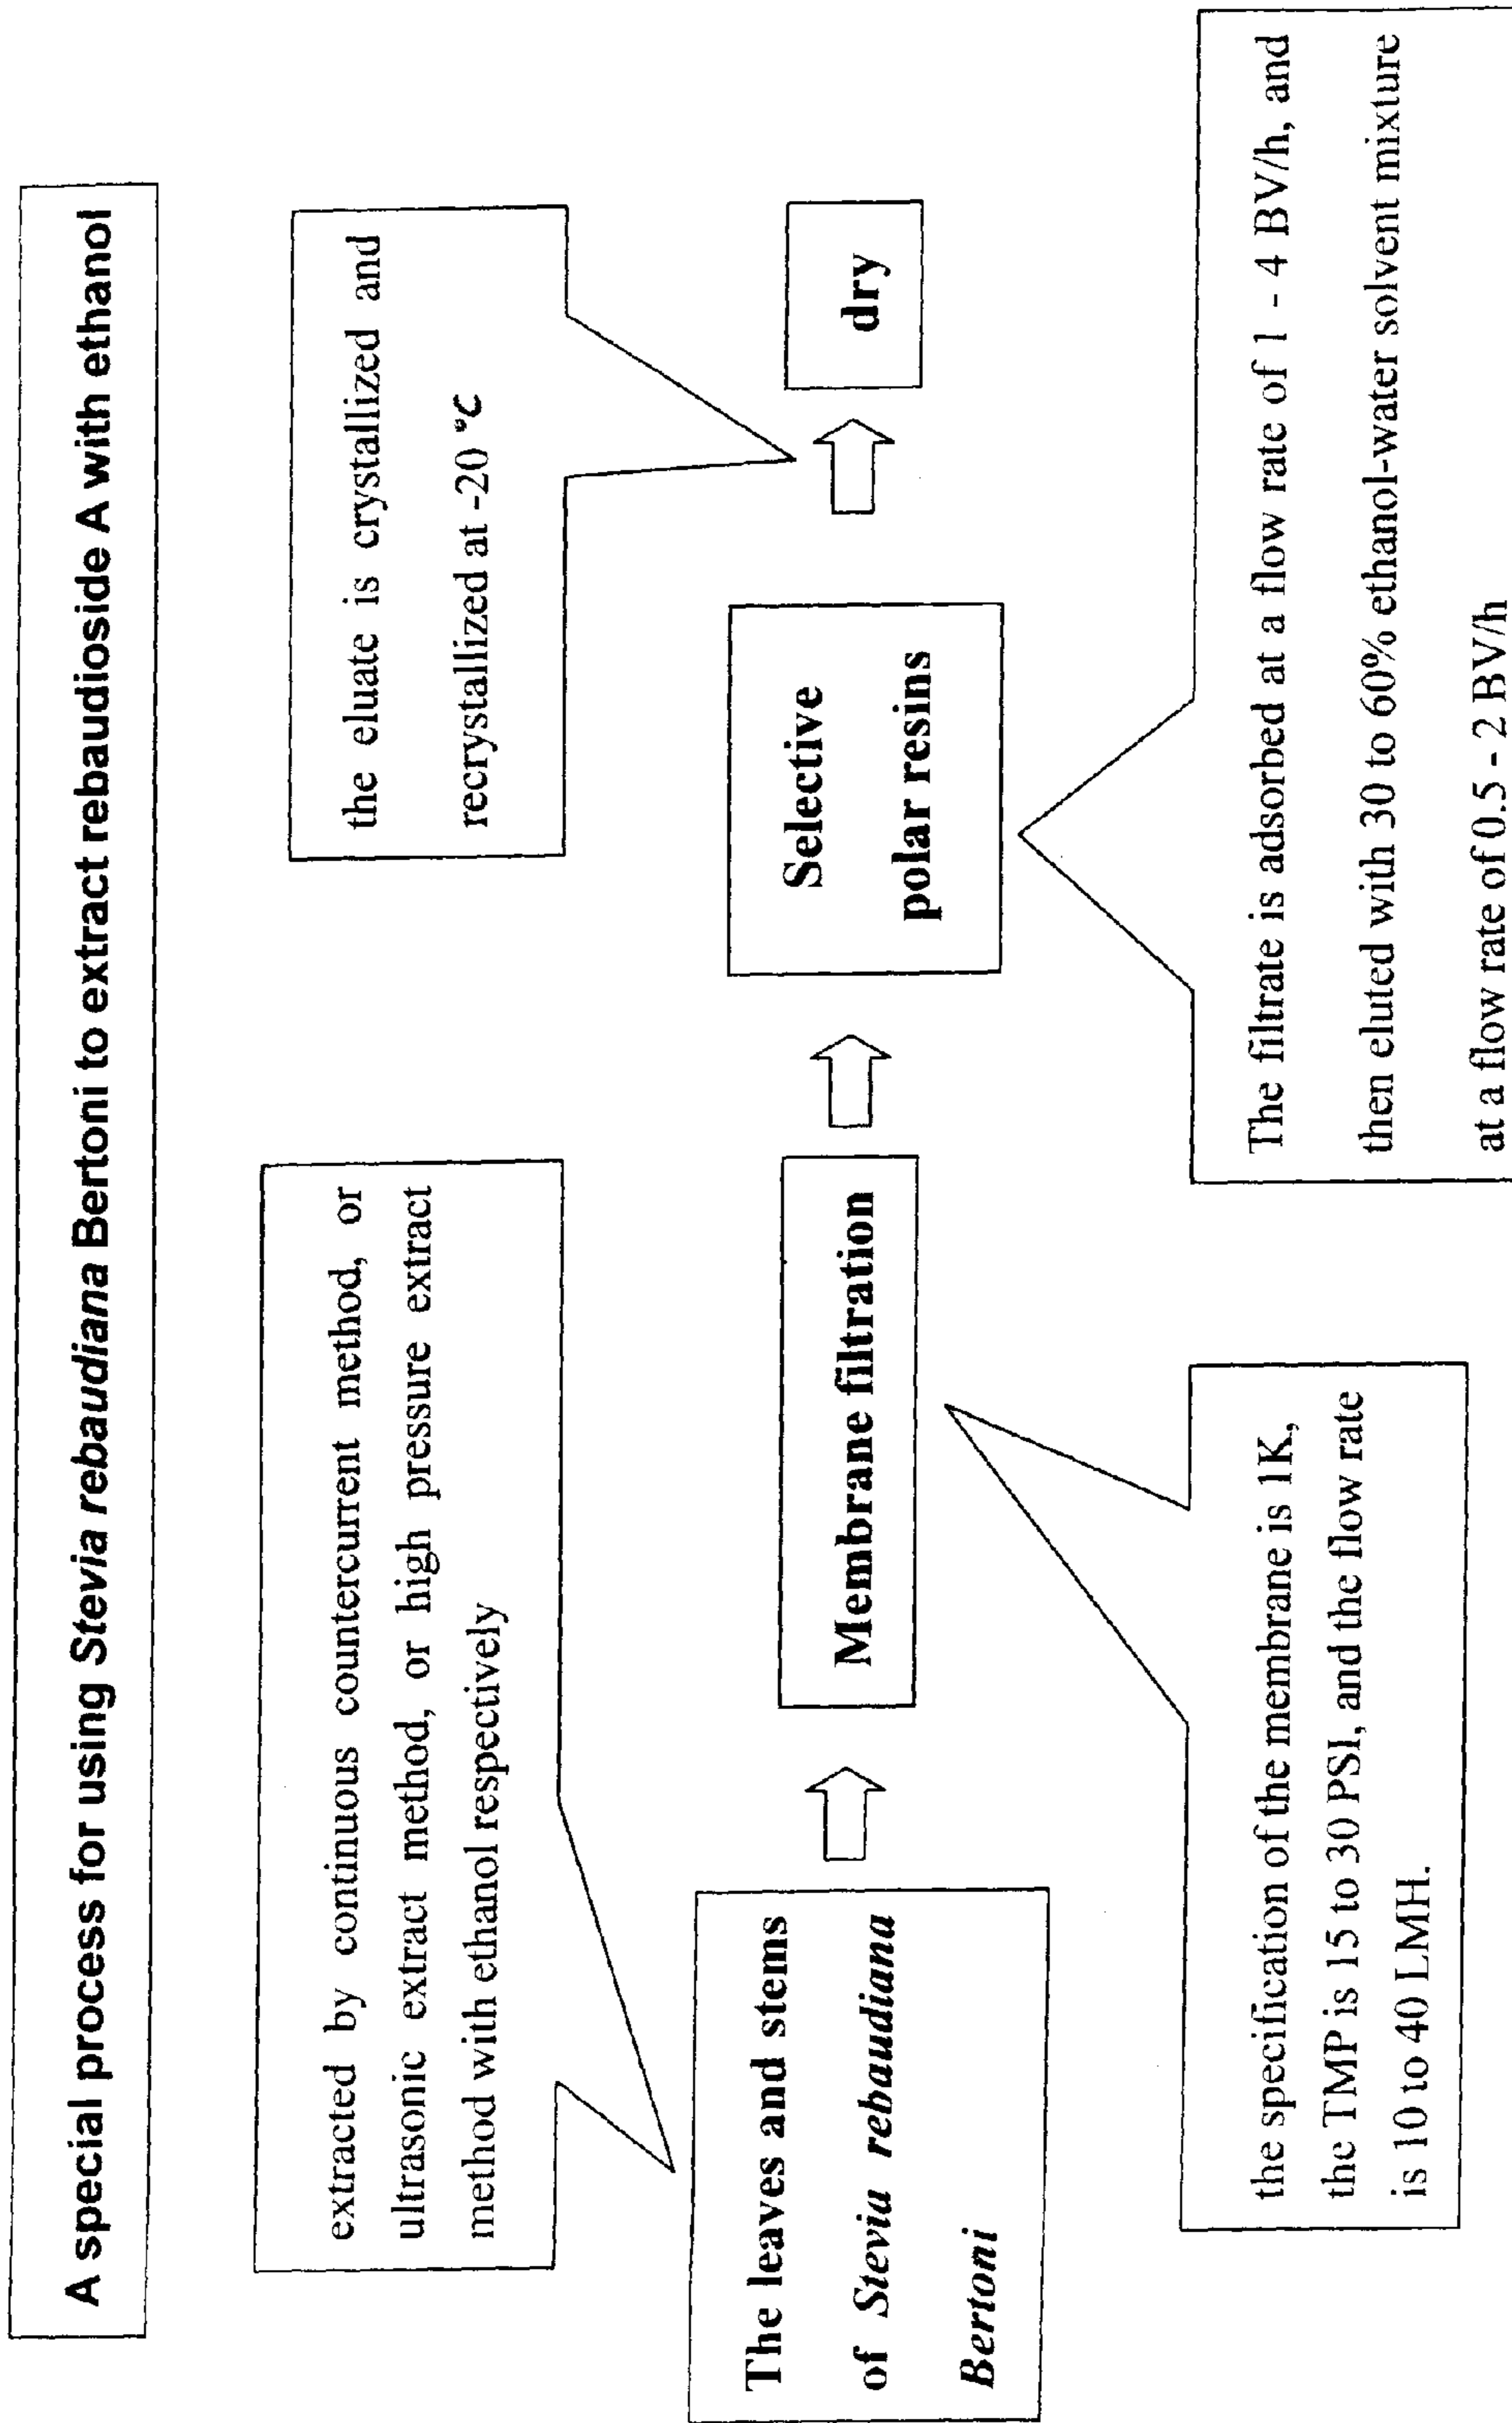 A special process for using Stevia rebaudiana Bertoni to extract rebaudioside A with ethanol
extracted by continuous countercurrent method, or
ultrasonic extract method, or high pressure extract
method with ethanol respectively
the eluate is crystallized and
recrystallized at -20 °C
The leaves and stems
of Stevia rebaudiana
Bertoni
Membrane filtration
Selective
polar resins
dry
the specification of the membrane is 1K,
the TMP is 15 to 30 PSI, and the flow rate
is 10 to 40 LMH.
The filtrate is adsorbed at a flow rate of 1 - 4 BV/h, and
then eluted with 30 to 60% ethanol-water solvent mixture
at a flow rate of 0.5 - 2 BV/h